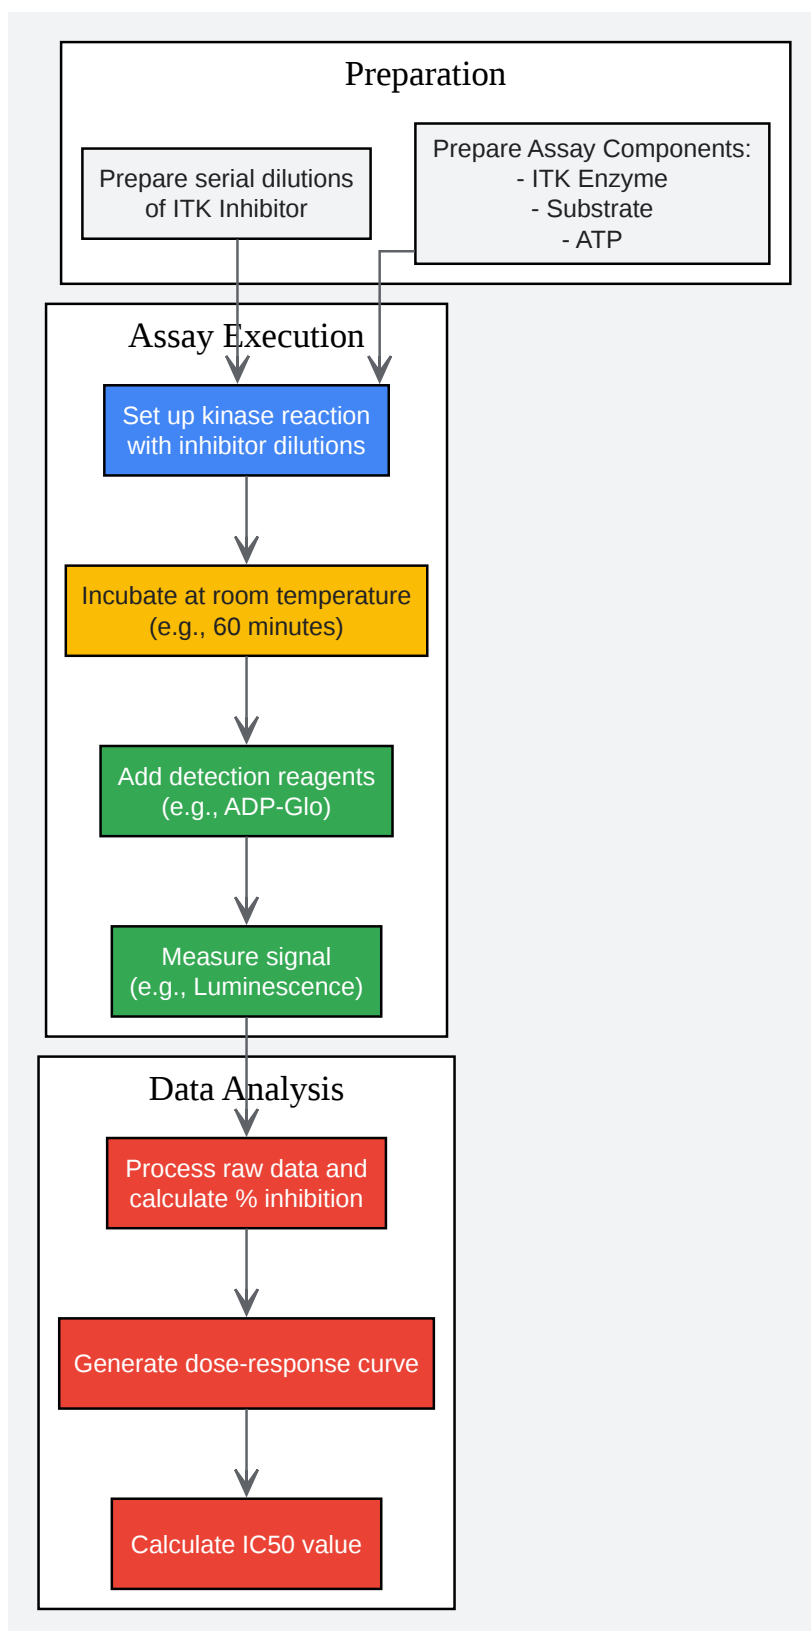 Preparation
Prepare serial dilutions
of ITK Inhibitor
Prepare Assay Components:
- ITK Enzyme
- Substrate
- ATP
Assay Execution
Set up kinase reaction
with inhibitor dilutions
Incubate at room temperature
(e.g., 60 minutes)
Add detection reagents
(e.g., ADP-Glo)
Measure signal
(e.g., Luminescence)
Data Analysis
Process raw data and
calculate % inhibition
Generate dose-response curve
Calculate IC50 value